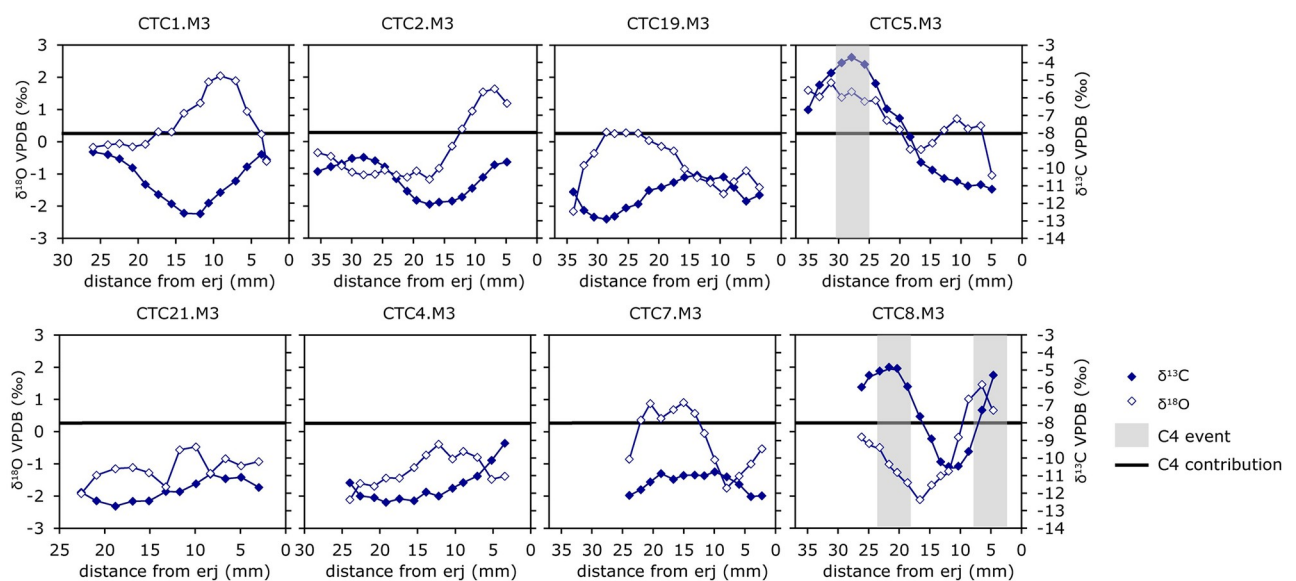 CTC1.M3 CTC2.M3 CTC19.M3 CTC5.M3
3 2 1 0 -1 -2 -3
δ¹⁸O VPDB (‰)
-3 -4 -5 -6 -7 -8 -9 -10 -11 -12 -13 -14
δ¹³C VPDB (‰)
30 25 20 15 10 5 0 35 30 25 20 15 10 5 0 35 30 25 20 15 10 5 0 35 30 25 20 15 10 5 0
distance from erj (mm) distance from erj (mm) distance from erj (mm) distance from erj (mm)
CTC21.M3 CTC4.M3 CTC7.M3 CTC8.M3
3 2 1 0 -1 -2 -3
δ¹⁸O VPDB (‰)
-3 -4 -5 -6 -7 -8 -9 -10 -11 -12 -13 -14
δ¹³C VPDB (‰)
25 20 15 10 5 0 30 25 20 15 10 5 0 35 30 25 20 15 10 5 0 35 30 25 20 15 10 5 0
distance from erj (mm) distance from erj (mm) distance from erj (mm) distance from erj (mm)
δ¹³C
δ¹⁸O
C4 event
C4 contribution